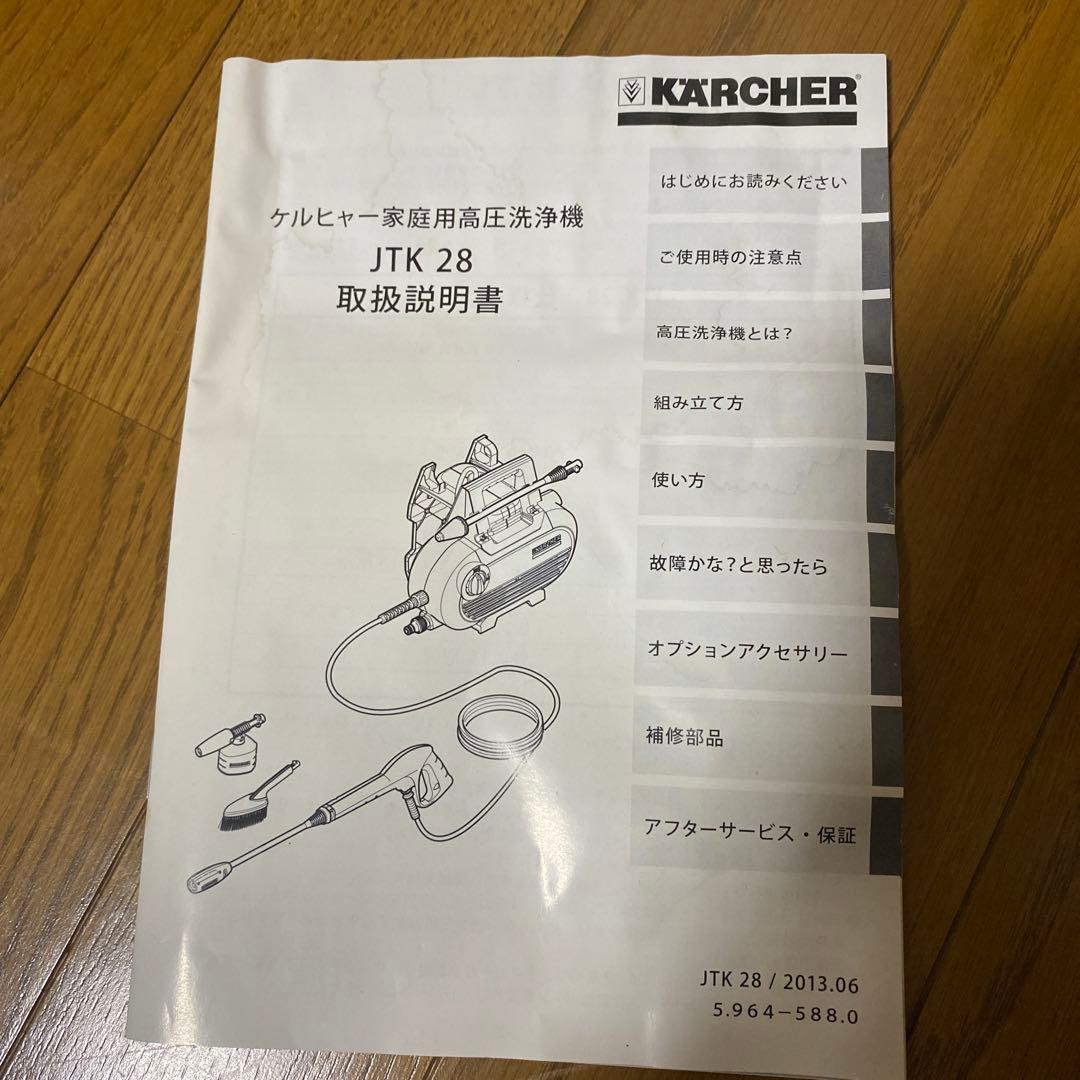 KÄRCHER®
ケルヒャー家庭用高圧洗浄機
JTK 28
取扱説明書
はじめにお読みください
ご使用時の注意点
高圧洗浄機とは？
組み立て方
使い方
故障かな？と思ったら
オプションアクセサリー
補修部品
アフターサービス・保証
KÄRCHER
JTK 28 / 2013.06
5.964−588.0